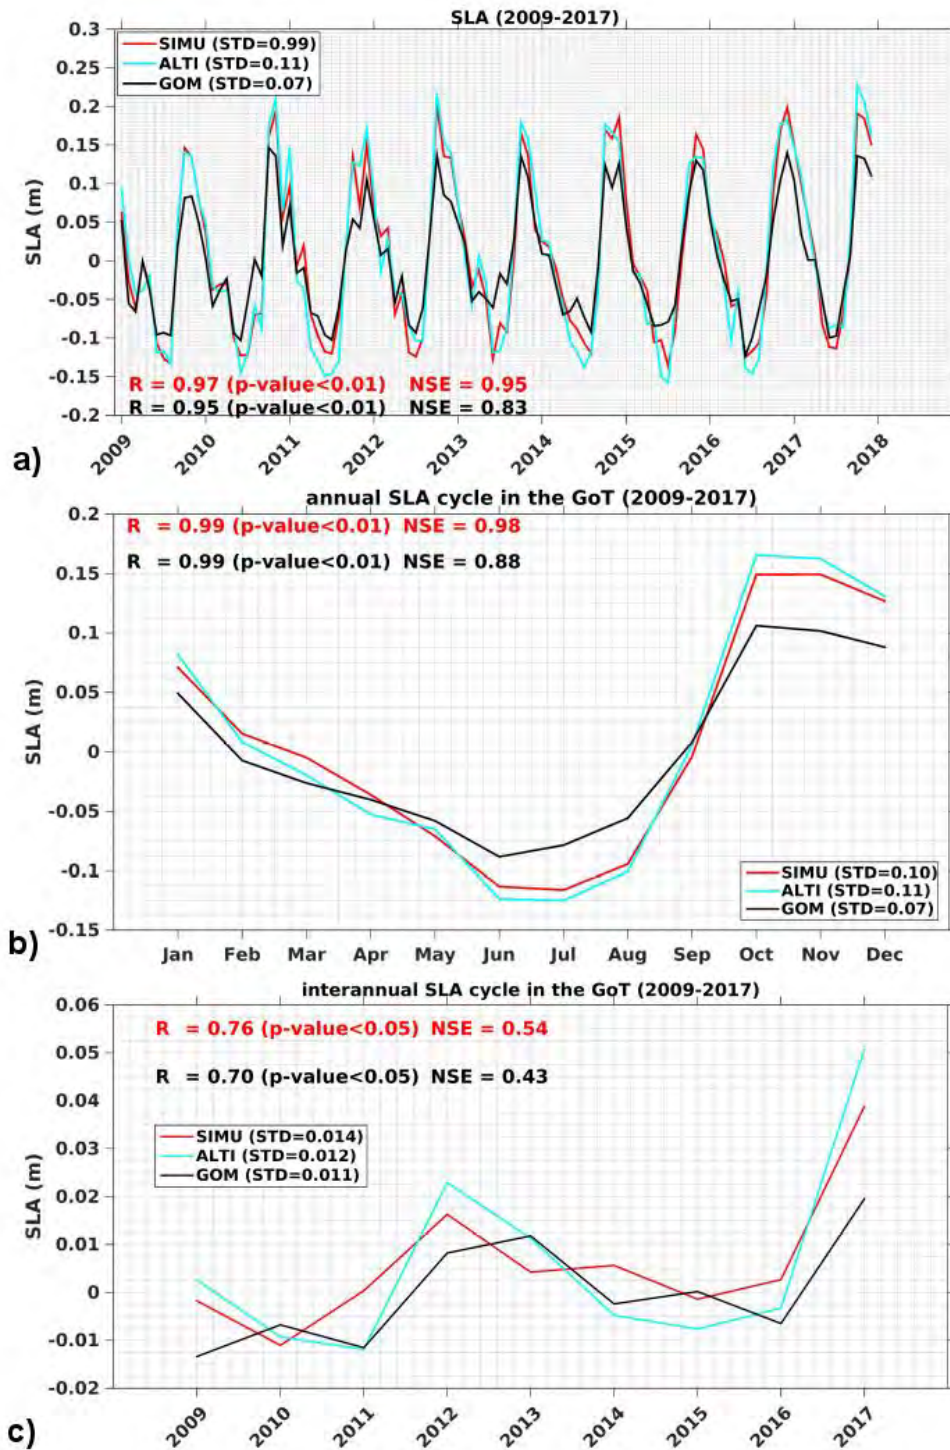 SLA (2009-2017)
SIMU (STD=0.99)
ALTI (STD=0.11)
GOM (STD=0.07)
0.3
0.25
0.2
0.15
0.1
0.05
0
-0.05
-0.1
-0.15
-0.2
SLA (m)
R = 0.97 (p-value<0.01) NSE = 0.95
R = 0.95 (p-value<0.01) NSE = 0.83
2009 2010 2011 2012 2013 2014 2015 2016 2017 2018
a)
annual SLA cycle in the GoT (2009-2017)
R = 0.99 (p-value<0.01) NSE = 0.98
R = 0.99 (p-value<0.01) NSE = 0.88
0.2
0.15
0.1
0.05
0
-0.05
-0.1
-0.15
SLA (m)
SIMU (STD=0.10)
ALTI (STD=0.11)
GOM (STD=0.07)
Jan Feb Mar Apr May Jun Jul Aug Sep Oct Nov Dec
b)
interannual SLA cycle in the GoT (2009-2017)
R = 0.76 (p-value<0.05) NSE = 0.54
R = 0.70 (p-value<0.05) NSE = 0.43
SIMU (STD=0.014)
ALTI (STD=0.012)
GOM (STD=0.011)
0.06
0.05
0.04
0.03
0.02
0.01
0
-0.01
-0.02
SLA (m)
2009 2010 2011 2012 2013 2014 2015 2016 2017
c)